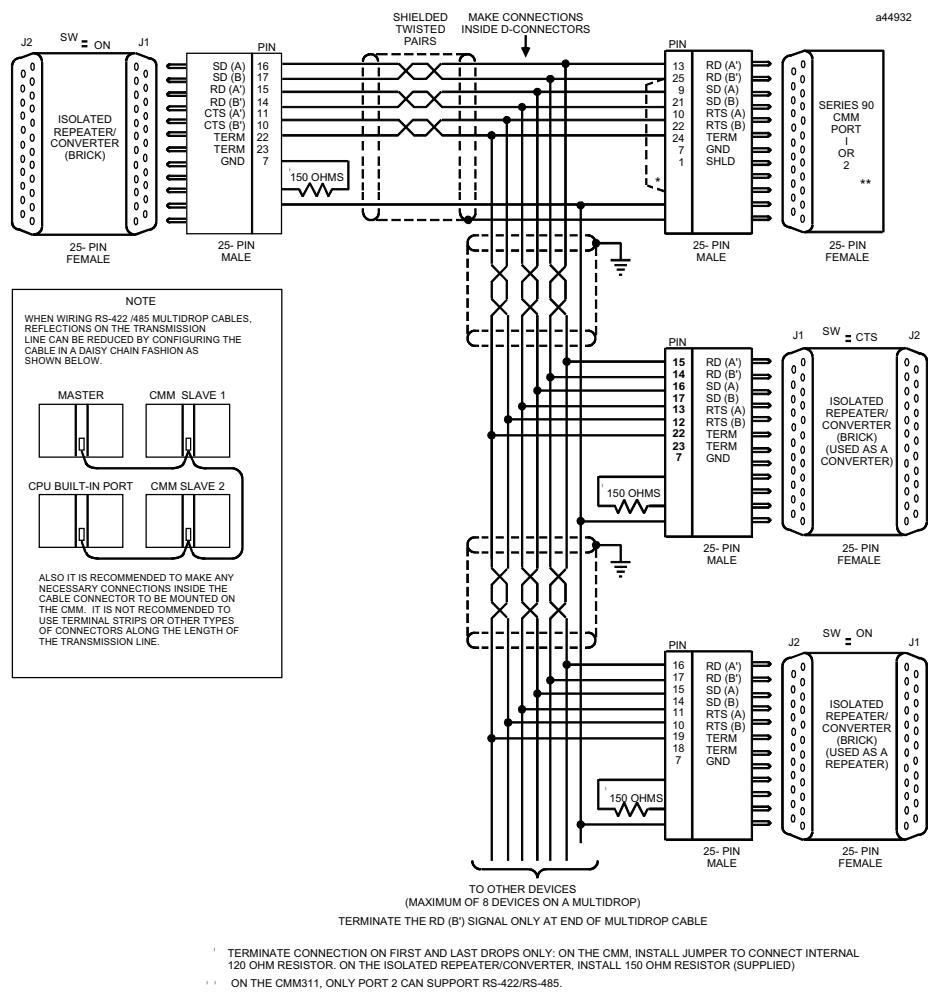 a44932
SHIELDED
TWISTED
PAIRS
MAKE CONNECTIONS
INSIDE D-CONNECTORS
J2
SW ON
J1
PIN
SD (A) 16
SD (B) 17
RD (A') 15
RD (B') 14
CTS (A') 11
CTS (B') 10
TERM 22
TERM 23
GND 7
150 OHMS
ISOLATED
REPEATER/
CONVERTER
(BRICK)
25- PIN
FEMALE
25- PIN
MALE
PIN
13 RD (A')
25 RD (B')
9 SD (A)
21 SD (B)
10 RTS (A)
22 RTS (B)
24 TERM
7 GND
1 SHLD
*
SERIES 90
CMM
PORT
I
OR
2
**
25- PIN
MALE
25- PIN
FEMALE
NOTE
WHEN WIRING RS-422 /485 MULTIDROP CABLES,
REFLECTIONS ON THE TRANSMISSION
LINE CAN BE REDUCED BY CONFIGURING THE
CABLE IN A DAISY CHAIN FASHION AS
SHOWN BELOW.
MASTER
CMM SLAVE 1
CPU BUILT-IN PORT
CMM SLAVE 2
ALSO IT IS RECOMMENDED TO MAKE ANY
NECESSARY CONNECTIONS INSIDE THE
CABLE CONNECTOR TO BE MOUNTED ON
THE CMM. IT IS NOT RECOMMENDED TO
USE TERMINAL STRIPS OR OTHER TYPES
OF CONNECTORS ALONG THE LENGTH OF
THE TRANSMISSION LINE.
PIN
15 RD (A')
14 RD (B')
16 SD (A)
17 SD (B)
13 RTS (A)
12 RTS (B)
22 TERM
23 TERM
7 GND
150 OHMS
J1
SW CTS
J2
ISOLATED
REPEATER/
CONVERTER
(BRICK)
(USED AS A
CONVERTER)
25- PIN
MALE
25- PIN
FEMALE
PIN
16 RD (A')
17 RD (B')
15 SD (A)
14 SD (B)
11 RTS (A)
10 RTS (B)
19 TERM
18 TERM
7 GND
150 OHMS
J2
SW ON
J1
ISOLATED
REPEATER/
CONVERTER
(BRICK)
(USED AS A
REPEATER)
25- PIN
MALE
25- PIN
FEMALE
TO OTHER DEVICES
(MAXIMUM OF 8 DEVICES ON A MULTIDROP)
TERMINATE THE RD (B') SIGNAL ONLY AT END OF MULTIDROP CABLE
TERMINATE CONNECTION ON FIRST AND LAST DROPS ONLY: ON THE CMM, INSTALL JUMPER TO CONNECT INTERNAL
120 OHM RESISTOR. ON THE ISOLATED REPEATER/CONVERTER, INSTALL 150 OHM RESISTOR (SUPPLIED)
ON THE CMM311, ONLY PORT 2 CAN SUPPORT RS-422/RS-485.